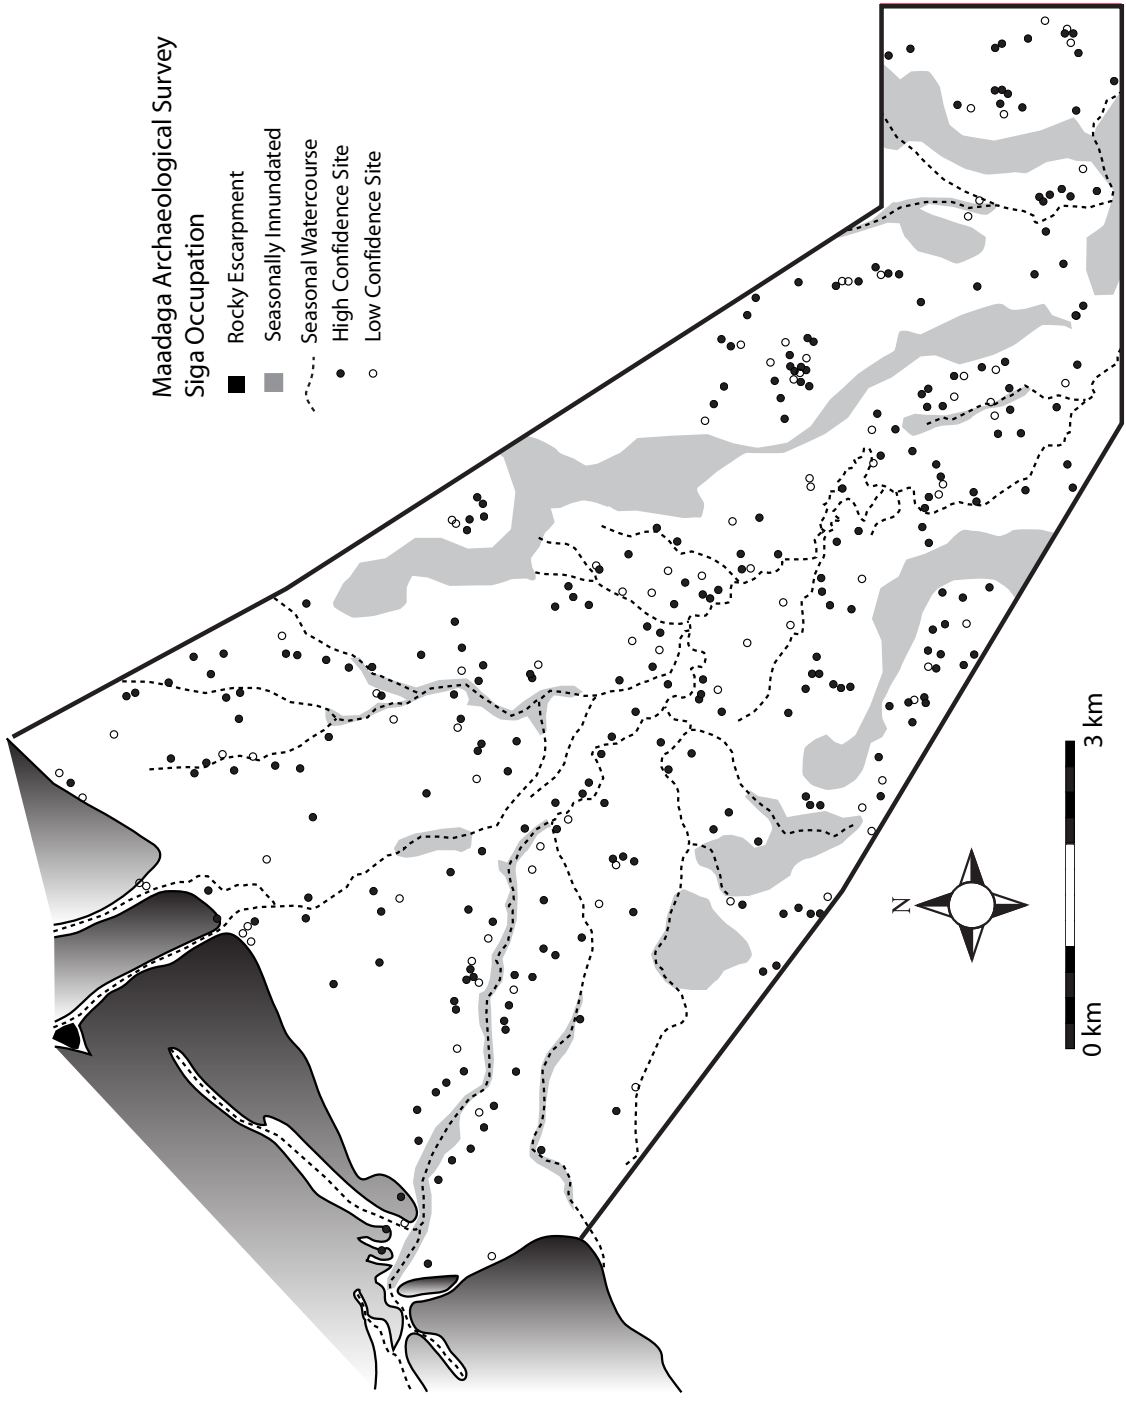 Maadaga Archaeological Survey
Siga Occupation
Rocky Escarpment
Seasonally Innundated
Seasonal Watercourse
High Confidence Site
Low Confidence Site
N
0 km
3 km